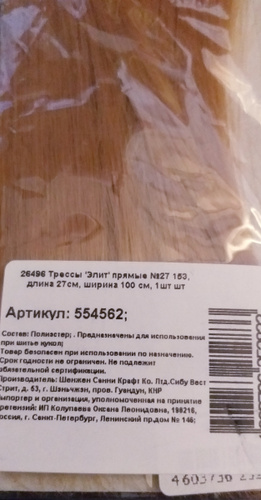 26496 Трессы 'Элит' прямые №27 163,
длина 27см, ширина 100 см, 1шт шт
Артикул: 554562;
Состав: Полиэстер; . Предназначены для использования
при шитье кукол;
Товар безопасен при использовании по назначению.
Срок годности не ограничен. Не подлежит
обязательной сертификации.
Производитель: Шенжен Санни Крафт Ко. Лтд.Сибу Вест
Стрит, д. 63, г. Шэньчжэн, пров. Гуандун, КНР
Импортер и организация, уполномоченная на принятие
претензий: ИП Колупаева Оксана Леонидовна, 198216,
Россия, г. Санкт-Петербург, Ленинский пр.дом № 146;
4 603736